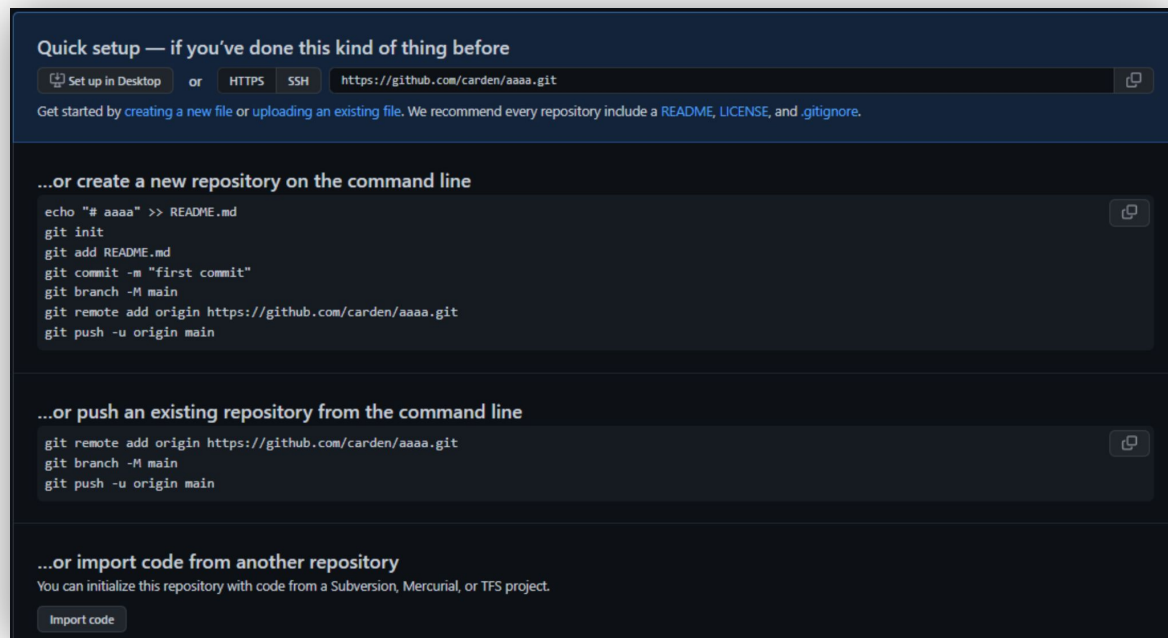 Quick setup — if you've done this kind of thing before
Set up in Desktop or HTTPS SSH https://github.com/carden/aaaa.git
Get started by creating a new file or uploading an existing file. We recommend every repository include a README, LICENSE, and .gitignore.
...or create a new repository on the command line
echo "# aaaa" >> README.md
git init
git add README.md
git commit -m "first commit"
git branch -M main
git remote add origin https://github.com/carden/aaaa.git
git push -u origin main
...or push an existing repository from the command line
git remote add origin https://github.com/carden/aaaa.git
git branch -M main
git push -u origin main
...or import code from another repository
You can initialize this repository with code from a Subversion, Mercurial, or TFS project.
Import code